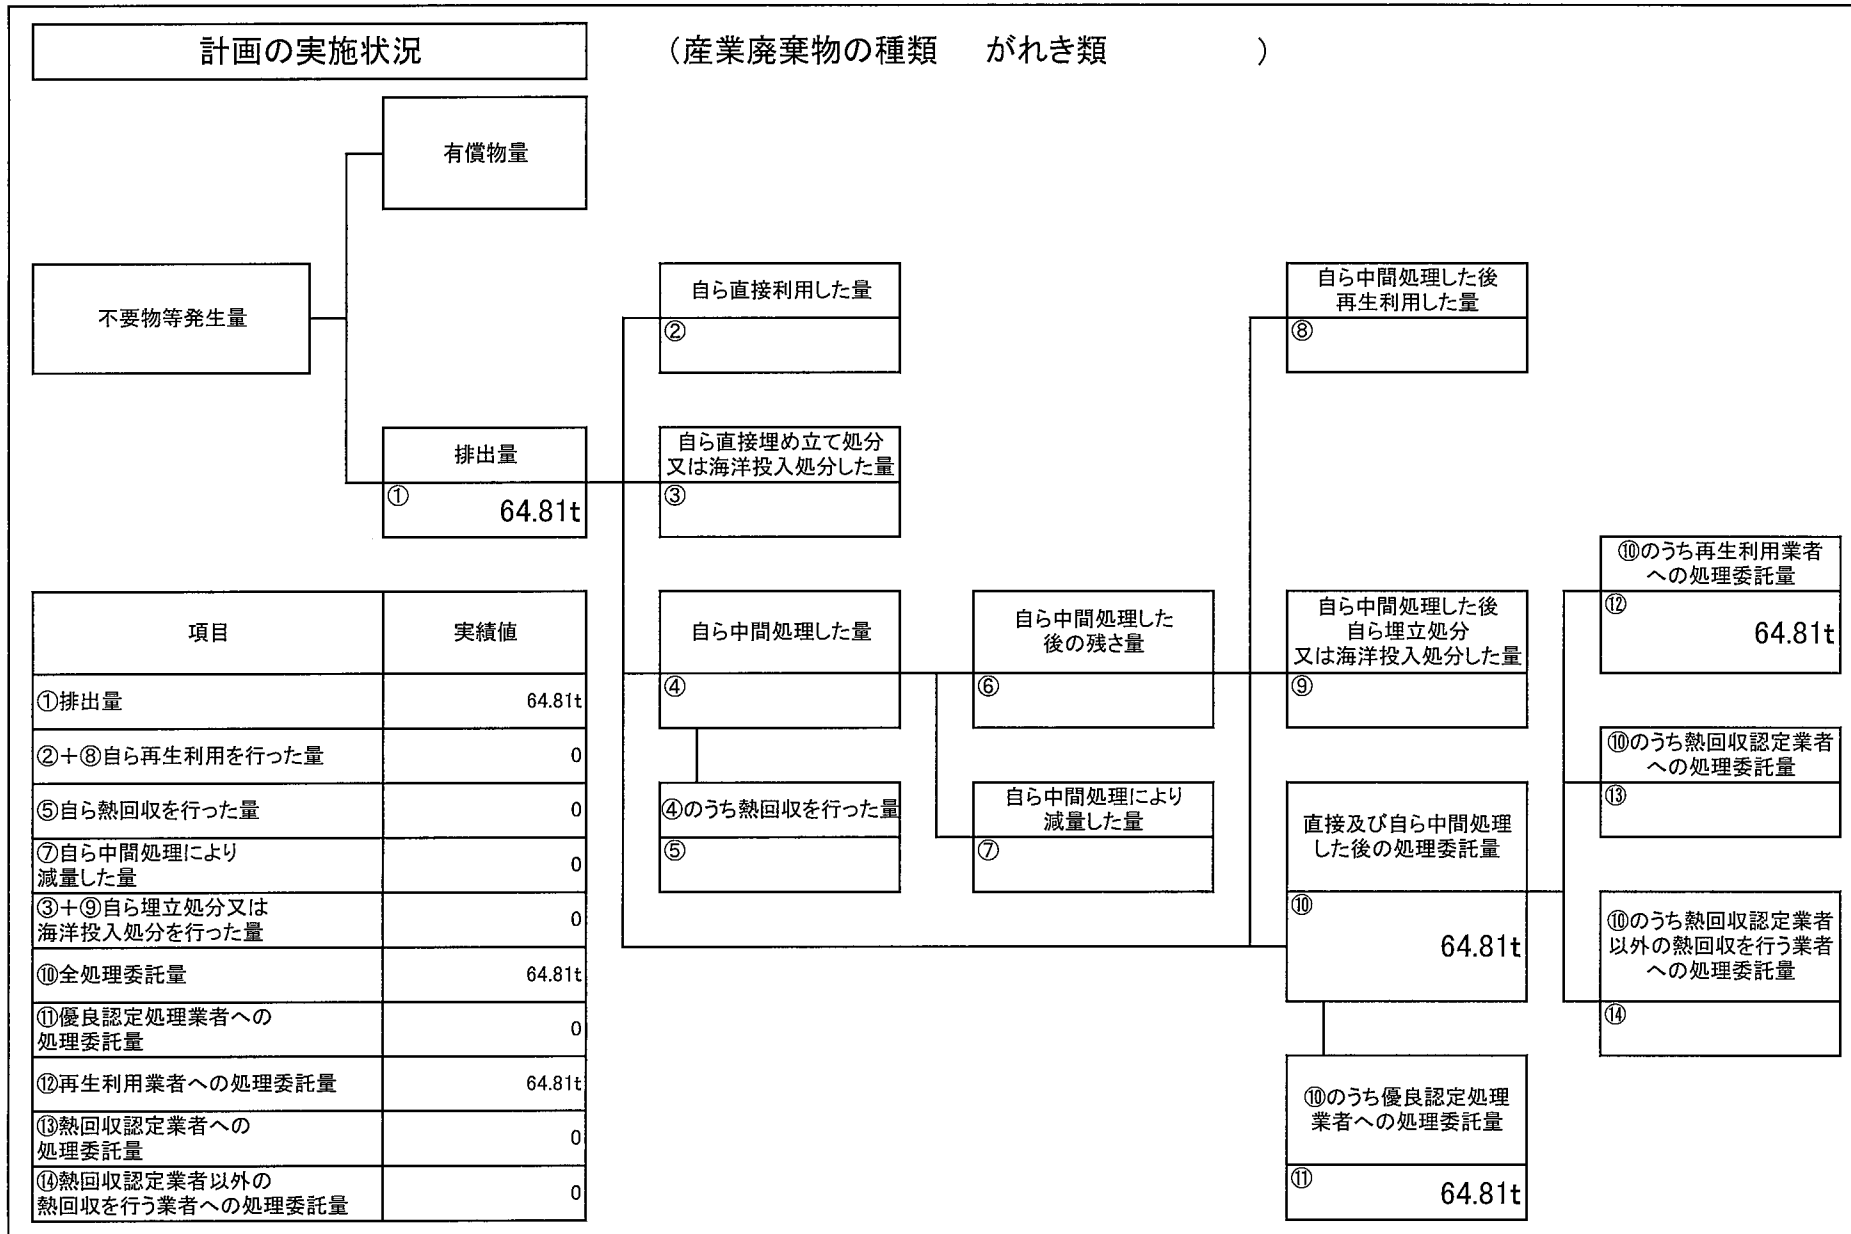 計画の実施状況
（産業廃棄物の種類　がれき類　　　　　）
有償物量
不要物等発生量
排出量
①
64.81t
自ら直接利用した量
②
自ら直接埋め立て処分
又は海洋投入処分した量
③
自ら中間処理した量
④
④のうち熱回収を行った量
⑤
自ら中間処理した
後の残さ量
⑥
自ら中間処理により
減量した量
⑦
自ら中間処理した後
再生利用した量
⑧
自ら中間処理した後
自ら埋立処分
又は海洋投入処分した量
⑨
直接及び自ら中間処理
した後の処理委託量
⑩
64.81t
⑩のうち優良認定処理
業者への処理委託量
⑪
64.81t
⑩のうち再生利用業者
への処理委託量
⑫
64.81t
⑩のうち熱回収認定業者
への処理委託量
⑬
⑩のうち熱回収認定業者
以外の熱回収を行う業者
への処理委託量
⑭
項目 実績値
①排出量 64.81t
②＋⑧自ら再生利用を行った量 0
⑤自ら熱回収を行った量 0
⑦自ら中間処理により
減量した量 0
③＋⑨自ら埋立処分又は
海洋投入処分を行った量 0
⑩全処理委託量 64.81t
⑪優良認定処理業者への
処理委託量 0
⑫再生利用業者への処理委託量 64.81t
⑬熱回収認定業者への
処理委託量 0
⑭熱回収認定業者以外の
熱回収を行う業者への処理委託量 0